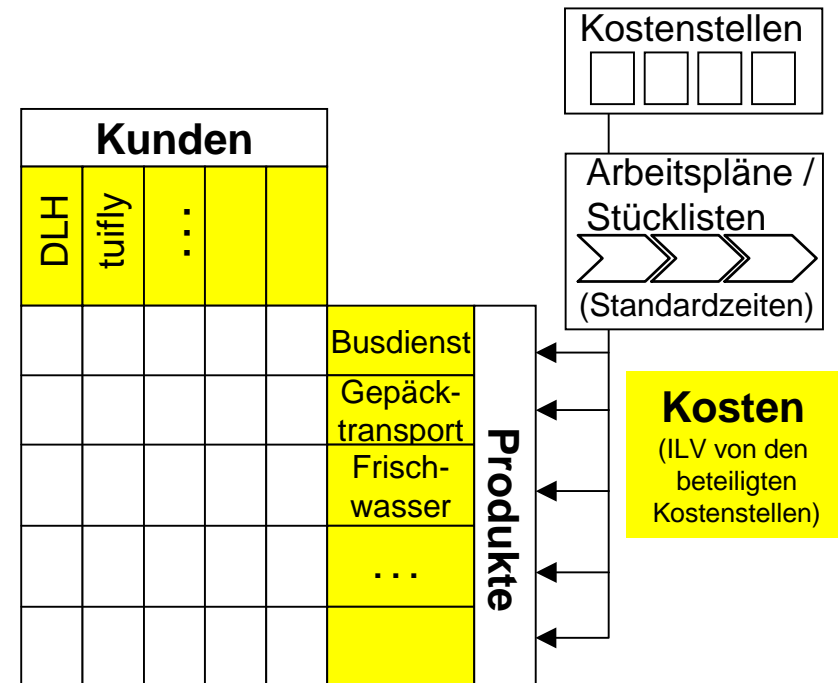 Kostenstellen
Kunden
DLH
tuifly
...
Arbeitspläne /
Stücklisten
(Standardzeiten)
Busdienst
Gepäck-
transport
Frisch-
wasser
...
Produkte
Kosten
(ILV von den
beteiligten
Kostenstellen)